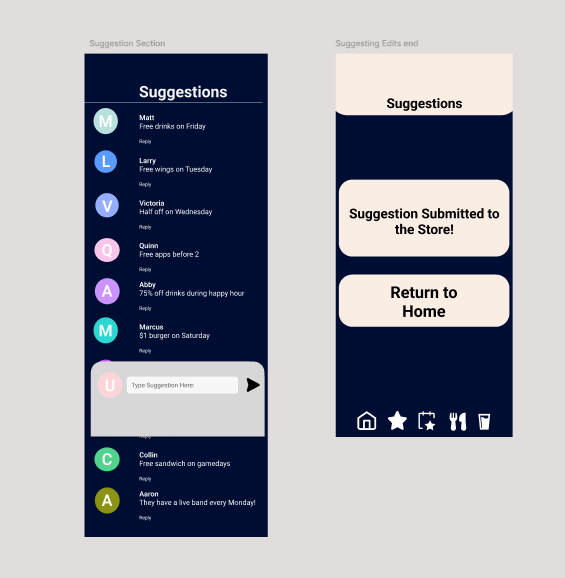 Suggestion Section
Suggestions
M
Matt
Free drinks on Friday
Reply
L
Larry
Free wings on Tuesday
Reply
V
Victoria
Half off on Wednesday
Reply
Q
Quinn
Free apps before 2
Reply
A
Abby
75% off drinks during happy hour
Reply
M
Marcus
$1 burger on Saturday
Reply
U
Type Suggestion Here:
Reply
C
Collin
Free sandwich on gamedays
Reply
A
Aaron
They have a live band every Monday!
Reply
Suggesting Edits end
Suggestions
Suggestion Submitted to
the Store!
Return to
Home